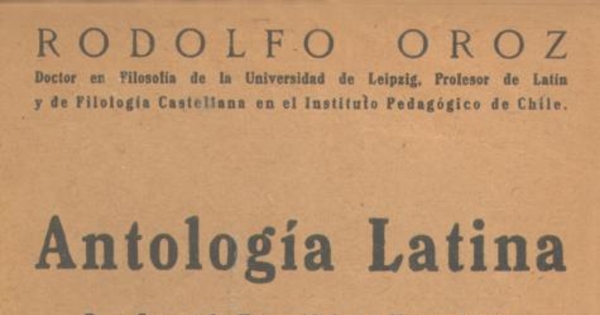 RODOLFO OROZ
Doctor en Filosofía de la Universidad de Leipzig, Profesor de Latín
y de Filología Castellana en el Instituto Pedagógico de Chile.
Antología Latina